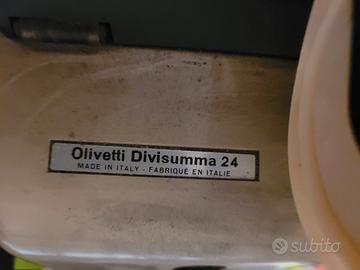 Olivetti Divisumma 24
MADE IN ITALY - FABRIQUÉ EN ITALIE
subito